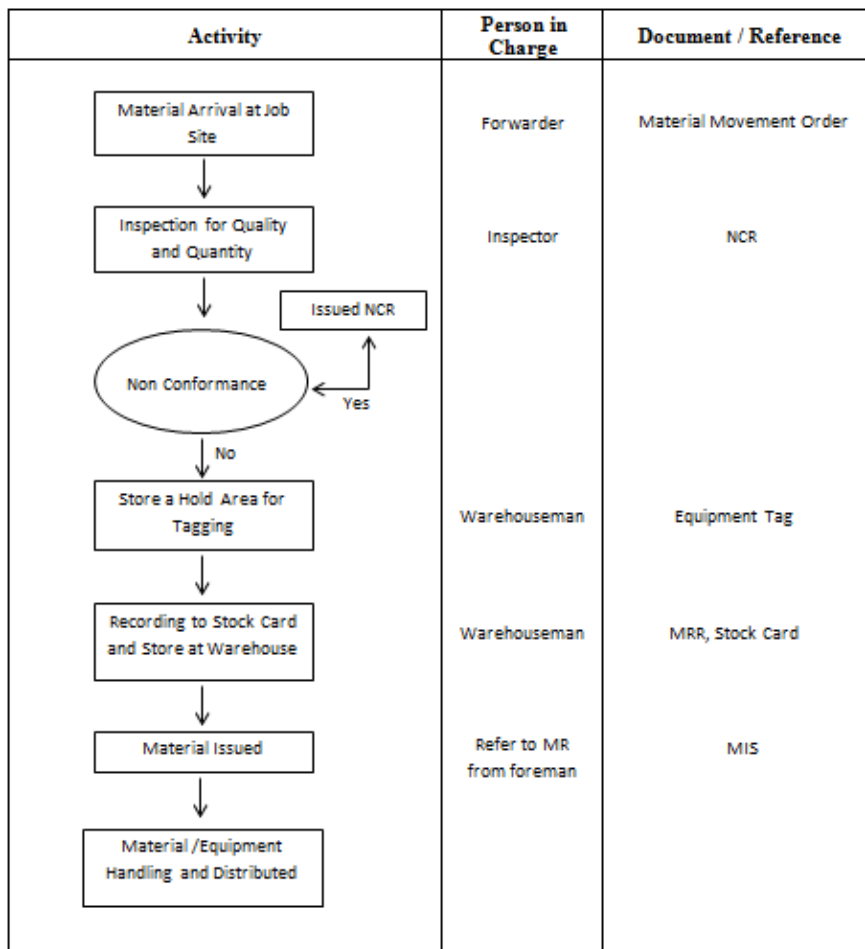 Activity
Person in
Charge
Document / Reference
Material Arrival at Job
Site
Forwarder
Material Movement Order
Inspection for Quality
and Quantity
Inspector
NCR
Issued NCR
Non Conformance
Yes
No
Store a Hold Area for
Tagging
Warehouseman
Equipment Tag
Recording to Stock Card
and Store at Warehouse
Warehouseman
MRR, Stock Card
Material Issued
Refer to MR
from foreman
MIS
Material /Equipment
Handling and Distributed